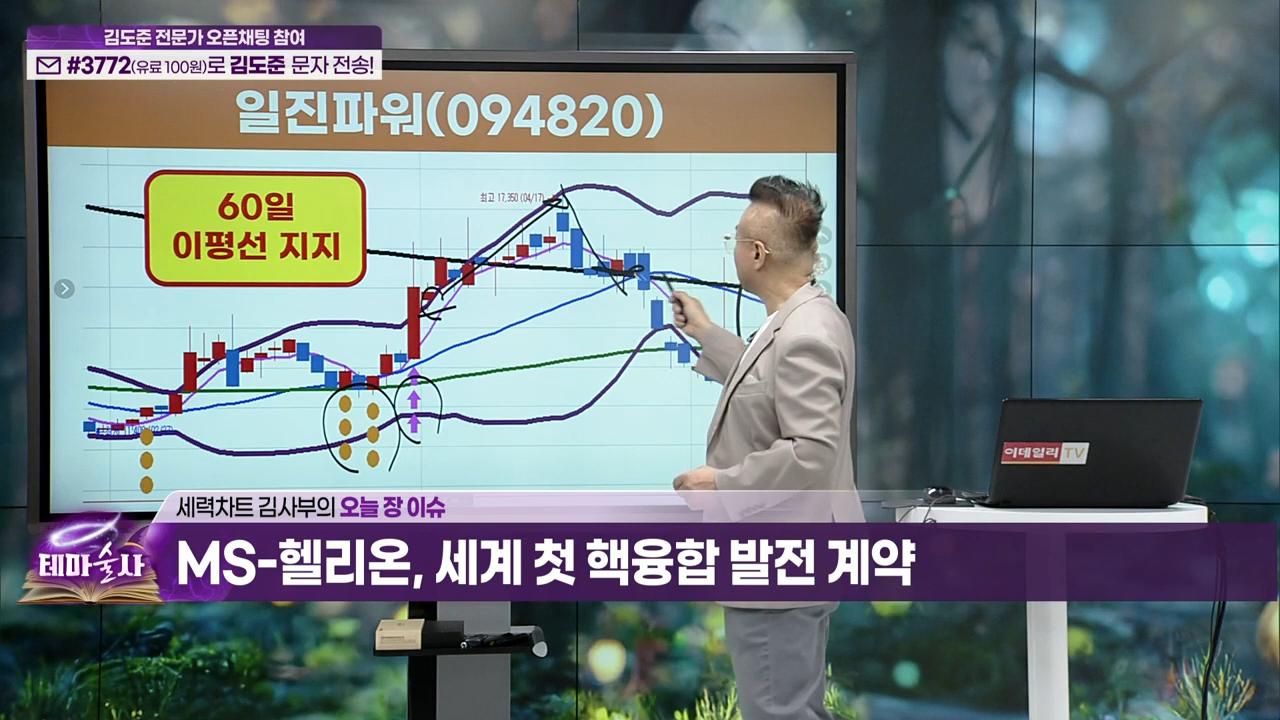 김도준 전문가 오픈채팅 참여
#3772(유료 100원)로 김도준 문자 전송!
일진파워(094820)
60일
이평선 지지
최고 17,350 (04/17)
이데일리 TV
세력차트 김사부의 오늘 장 이슈
테마술사
MS-헬리온, 세계 첫 핵융합 발전 계약